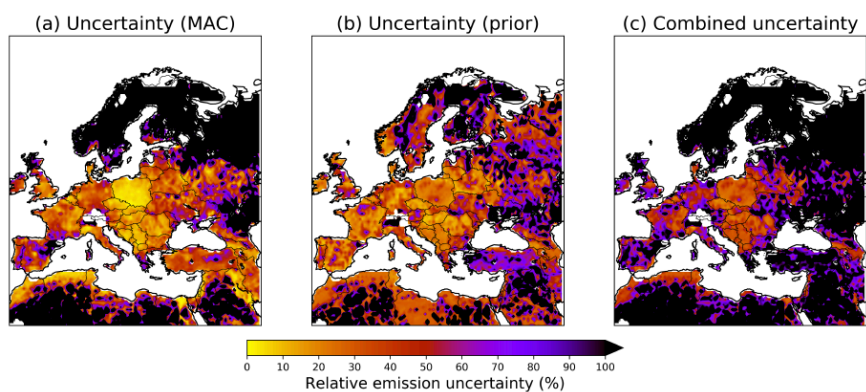 (a) Uncertainty (MAC) (b) Uncertainty (prior) (c) Combined uncertainty
0 10 20 30 40 50 60 70 80 90 100
Relative emission uncertainty (%)